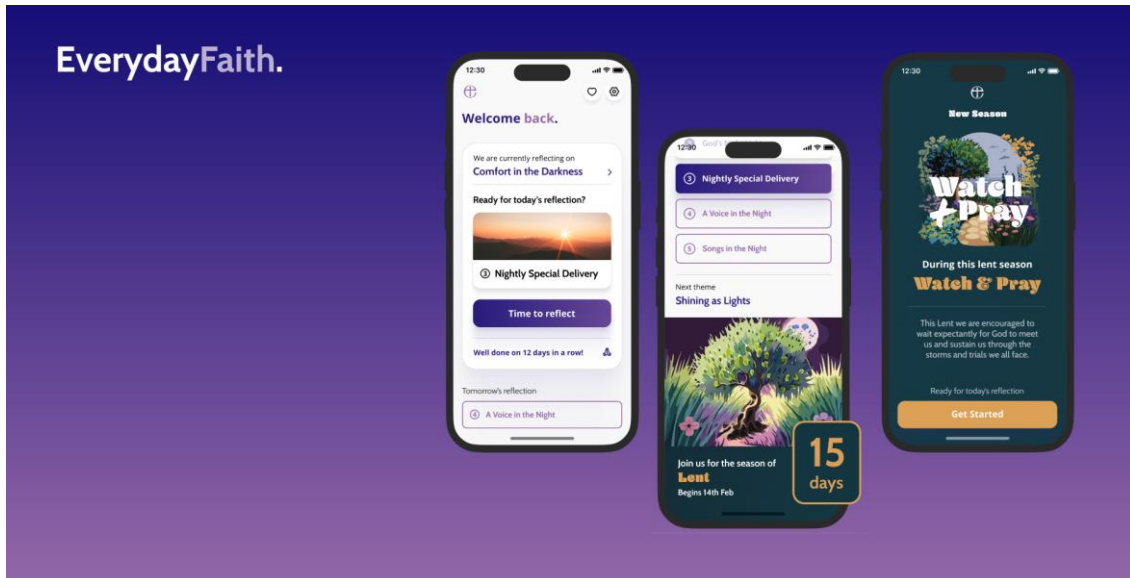 EverydayFaith.
12:30
Welcome back.
We are currently reflecting on
Comfort in the Darkness
Ready for today's reflection?
3 Nightly Special Delivery
Time to reflect
Well done on 12 days in a row!
Tomorrow's reflection
4 A Voice in the Night
12:30
3 Nightly Special Delivery
4 A Voice in the Night
5 Songs in the Night
Next theme
Shining as Lights
Join us for the season of
Lent
Begins 14th Feb
15
days
12:30
New Season
Watch
+Pray
During this lent season
Watch & Pray
This Lent we are encouraged to
wait expectantly for God to meet
us and sustain us through the
storms and trials we all face.
Ready for today's reflection
Get Started